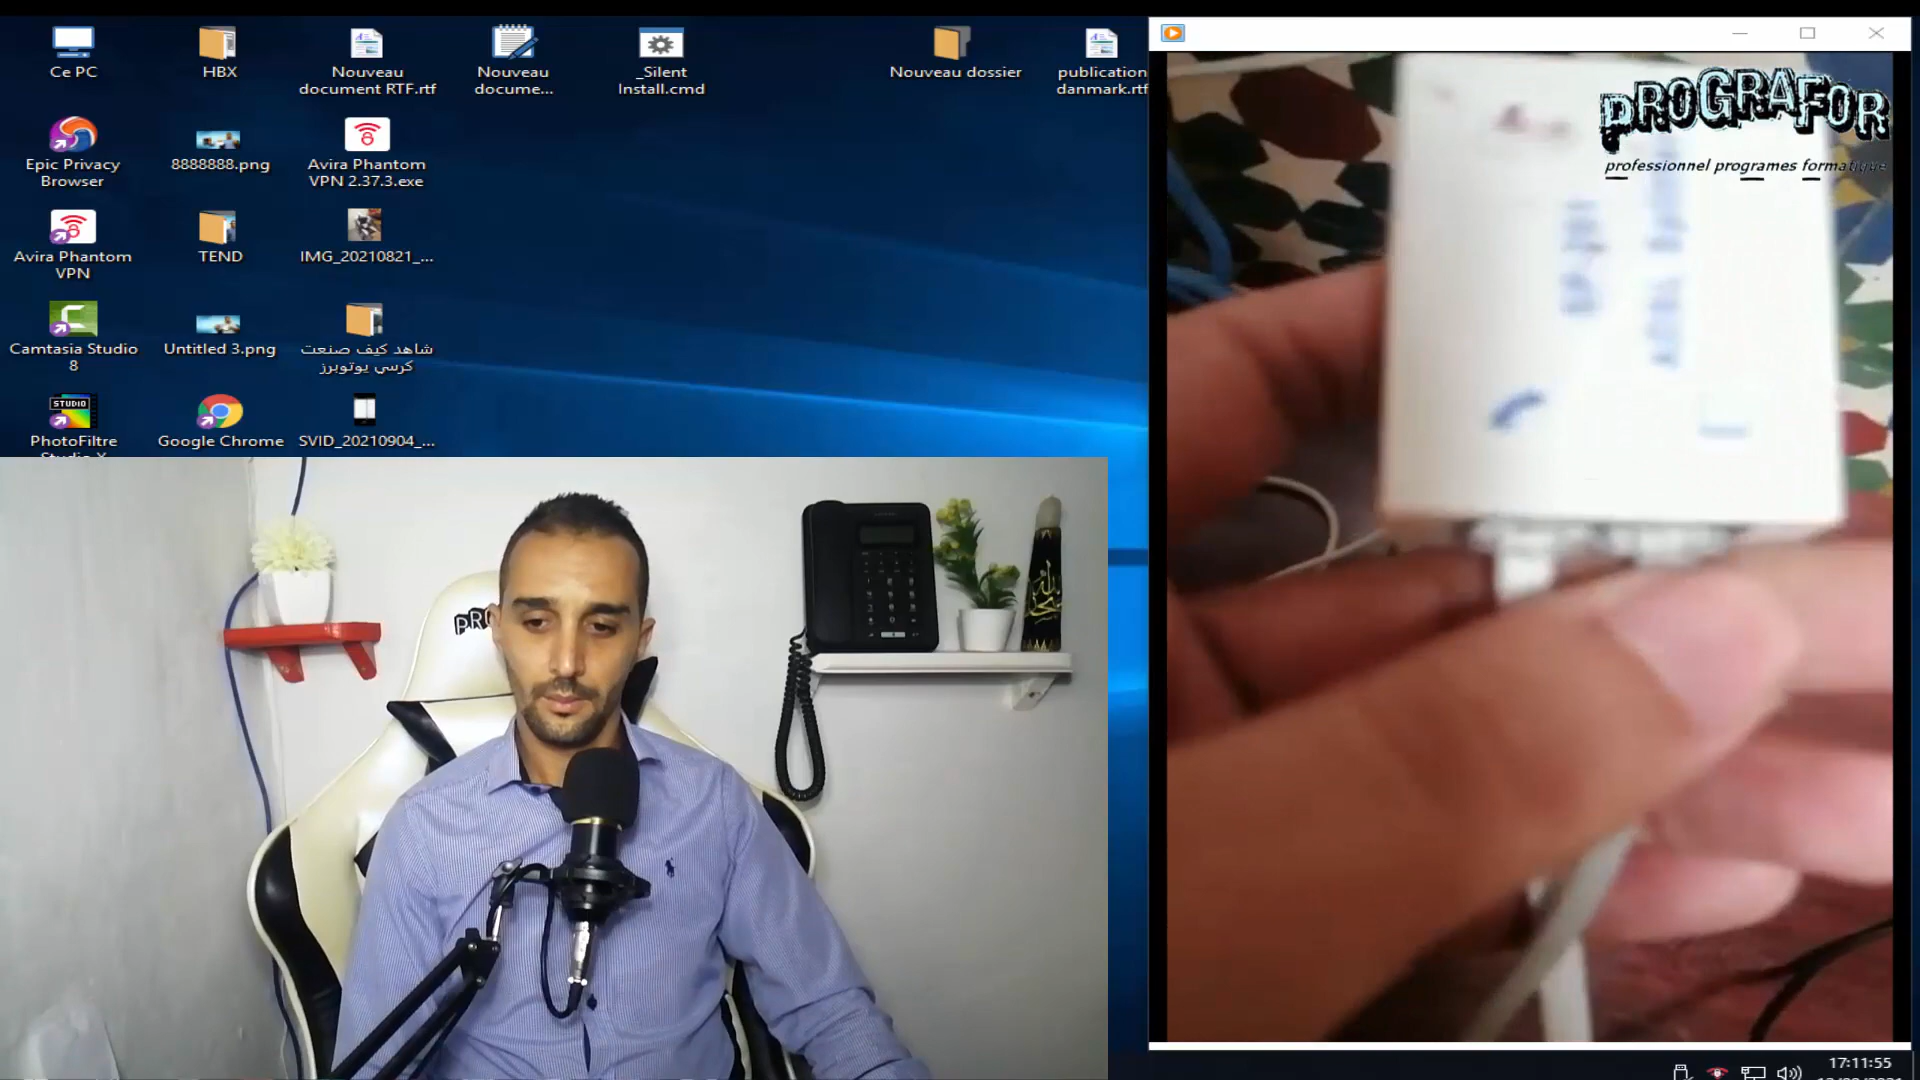 Ce PC
HBX
Nouveau
document RTF.rtf
Nouveau
docume...
_Silent
Install.cmd
Nouveau dossier
publication
danmark.rtf
Epic Privacy
Browser
8888888.png
Avira Phantom
VPN 2.37.3.exe
Avira Phantom
VPN
TEND
IMG_20210821_...
Camtasia Studio
8
Untitled 3.png
شاهد كيف صنعت
كرسي يوتوبرز
STUDIO
PhotoFiltre
Studio X
Google Chrome
SVID_20210904_...
PROGRAFOR
professionnel programes formatique
PRO
17:11:55